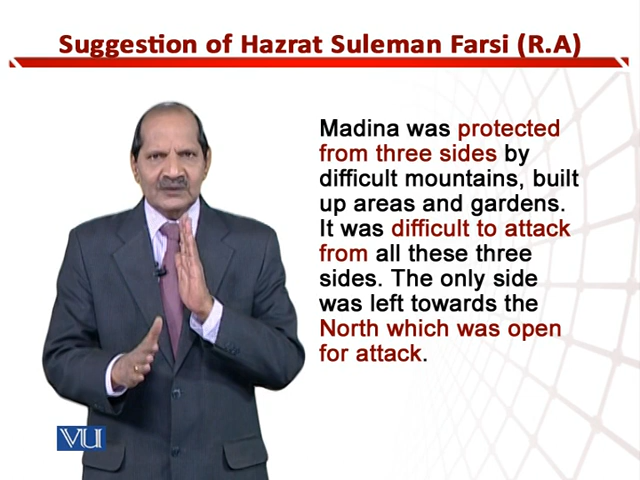 Suggestion of Hazrat Suleman Farsi (R.A)
Madina was protected
from three sides by
difficult mountains, built
up areas and gardens.
It was difficult to attack
from all these three
sides. The only side
was left towards the
North which was open
for attack.
VU